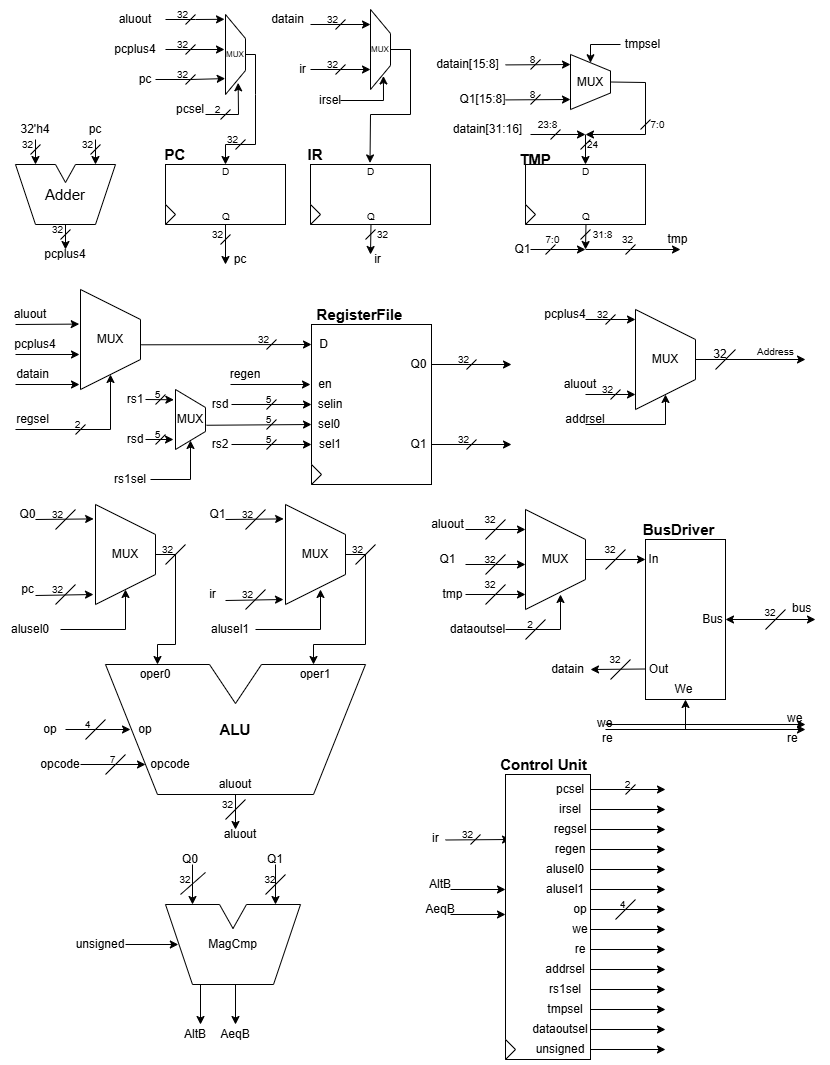 aluout 32
pcplus4 32
pc 32
MUX
pcsel 2
32
datain 32
ir 32
MUX
irsel
tmpsel
datain[15:8] 8
Q1[15:8] 8
MUX
datain[31:16] 23:8
7:0
24
32'h4 pc
32 32
Adder
32
pcplus4
PC
D
Q
32
pc
IR
D
Q
32
ir
TMP
D
Q
31:8
Q1 7:0 32 tmp
aluout
pcplus4
datain
MUX
regsel 2
32
rs1 5
rsd 5
MUX
rs1sel
RegisterFile
D
regen en
rsd 5 selin
5 sel0
rs2 5 sel1
Q0 32
Q1 32
pcplus4 32
aluout 32
MUX
addrsel
32 Address
Q0 32
pc 32
MUX
32
alusel0
Q1 32
ir 32
MUX
32
alusel1
oper0 oper1
ALU
op 4 op
opcode 7 opcode
aluout
32
aluout
aluout 32
Q1 32
tmp 32
MUX
dataoutsel 2
32
BusDriver
In
Bus 32 bus
datain 32 Out
We
we we
re re
Q0 Q1
32 32
unsigned MagCmp
AltB AeqB
Control Unit
ir 32
AltB
AeqB
pcsel 2
irsel
regsel
regen
alusel0
alusel1
op 4
we
re
addrsel
rs1sel
tmpsel
dataoutsel
unsigned